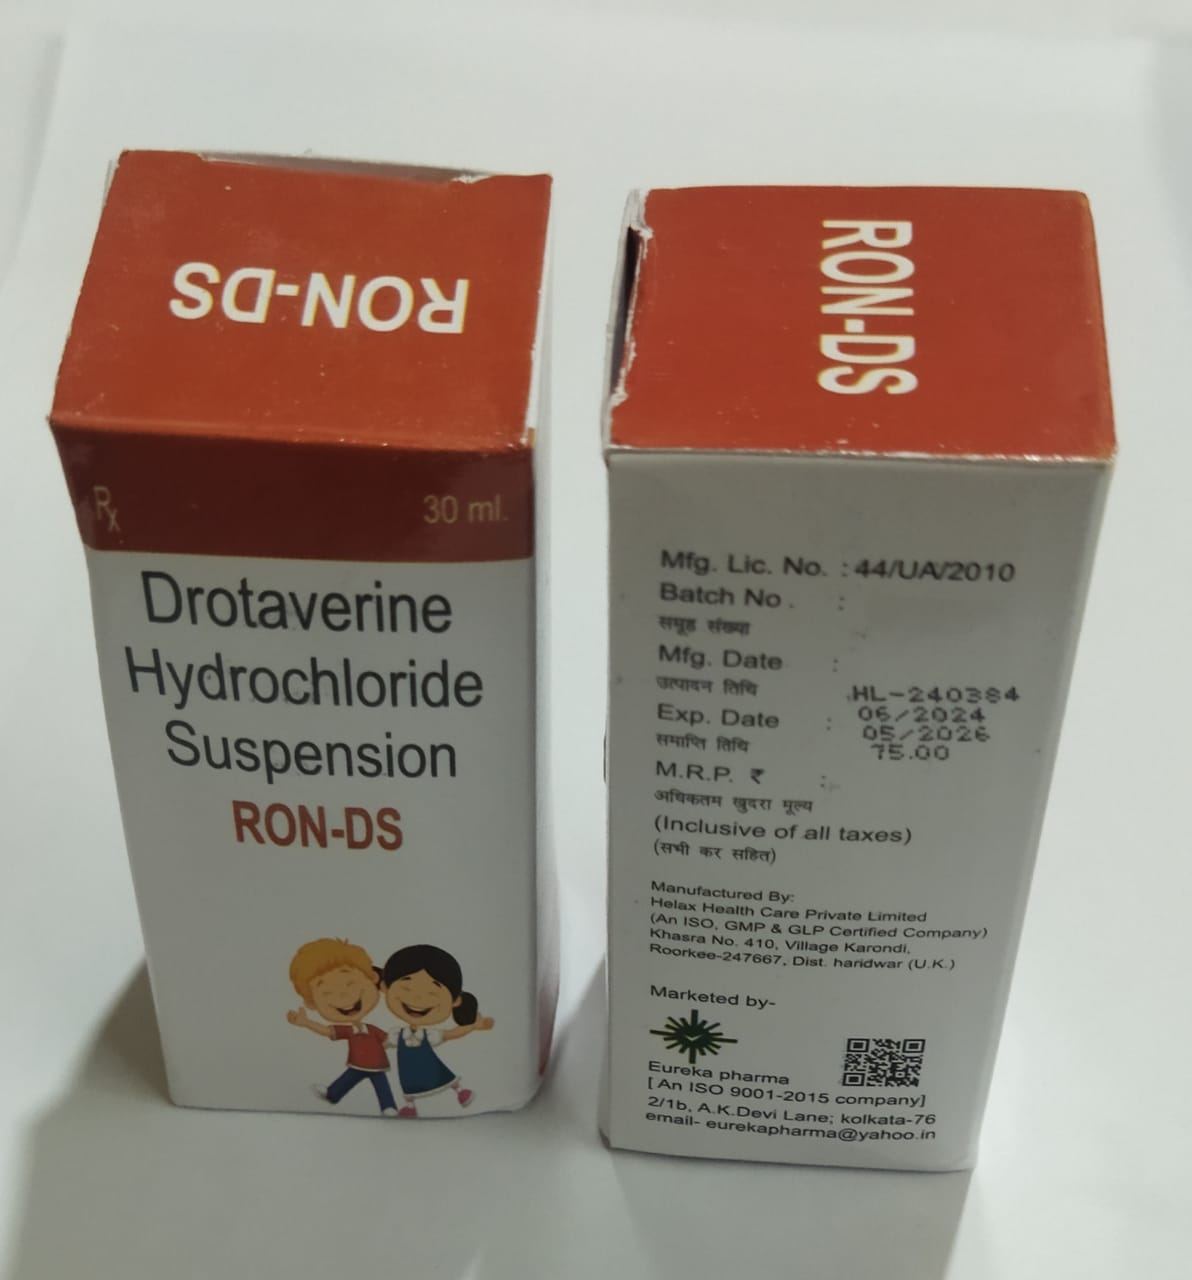 RON-DS
Rx 30 ml.
Drotaverine
Hydrochloride
Suspension
RON-DS
RON-DS
Mfg. Lic. No. : 44/UA/2010
Batch No. :
समूह संख्या
Mfg. Date :
उत्पादन तिथि
HL-240384
Exp. Date :
06/2024
समाप्ति तिथि
05/2026
75.00
M.R.P. ₹ :
अधिकतम खुदरा मूल्य
(Inclusive of all taxes)
(सभी कर सहित)
Manufactured By:
Helax Health Care Private Limited
(An ISO, GMP & GLP Certified Company)
Khasra No. 410, Village Karondi,
Roorkee-247667, Dist. haridwar (U.K.)
Marketed by-
Eureka pharma
[ An ISO 9001-2015 company]
2/1b, A.K.Devi Lane; kolkata-76
email- eurekapharma@yahoo.in